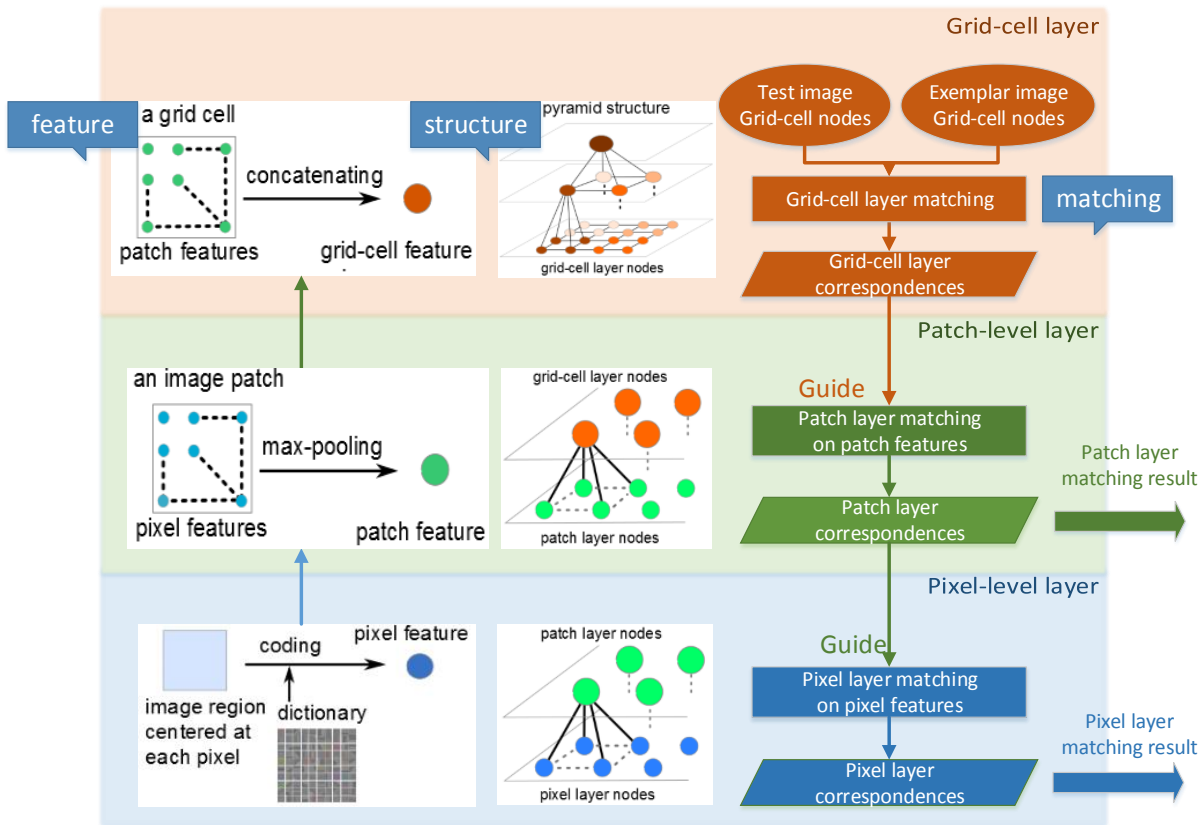 Grid-cell layer
feature
a grid cell
concatenating
patch features
grid-cell feature
structure
pyramid structure
grid-cell layer nodes
Test image
Grid-cell nodes
Exemplar image
Grid-cell nodes
Grid-cell layer matching
matching
Grid-cell layer
correspondences
Patch-level layer
an image patch
max-pooling
pixel features
patch feature
grid-cell layer nodes
patch layer nodes
Guide
Patch layer matching
on patch features
Patch layer
correspondences
Patch layer
matching result
Pixel-level layer
coding
pixel feature
image region
centered at
each pixel
dictionary
patch layer nodes
pixel layer nodes
Guide
Pixel layer matching
on pixel features
Pixel layer
correspondences
Pixel layer
matching result